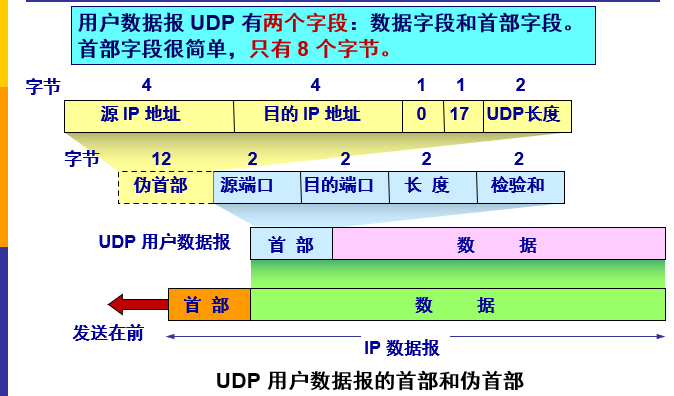 用户数据报 UDP 有两个字段：数据字段和首部字段。
首部字段很简单，只有 8 个字节。
字节 4 4 1 1 2
源 IP 地址 目的 IP 地址 0 17 UDP长度
字节 12 2 2 2 2
伪首部 源端口 目的端口 长 度 检验和
UDP 用户数据报 首 部 数 据
首 部 数 据
发送在前
IP 数据报
UDP 用户数据报的首部和伪首部